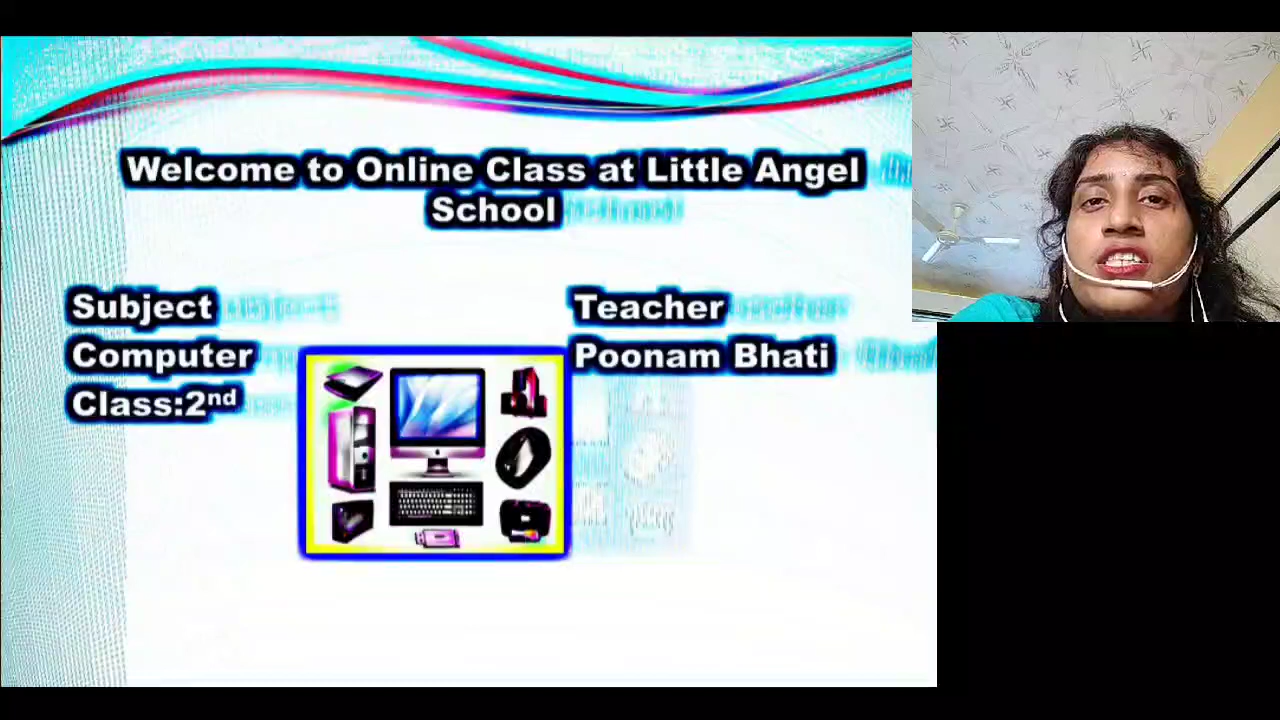 Welcome to Online Class at Little Angel
School
Subject
Computer
Class:2nd
Teacher
Poonam Bhati